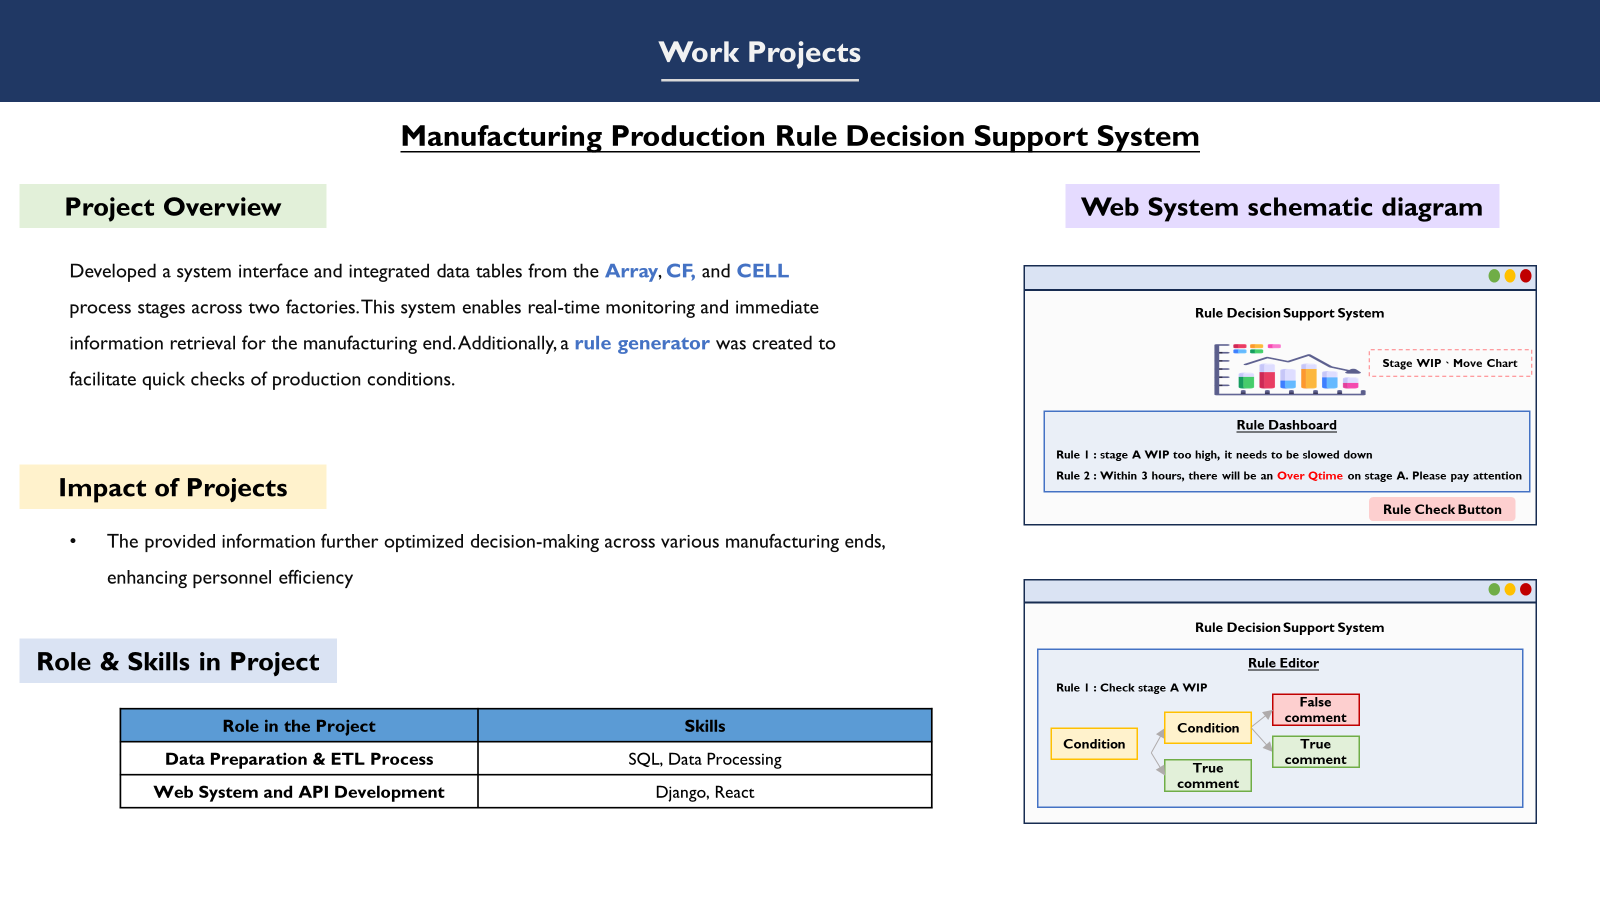 Work Projects
Manufacturing Production Rule Decision Support System
Project Overview
Developed a system interface and integrated data tables from the Array, CF, and CELL
process stages across two factories. This system enables real-time monitoring and immediate
information retrieval for the manufacturing end. Additionally, a rule generator was created to
facilitate quick checks of production conditions.
Impact of Projects
• The provided information further optimized decision-making across various manufacturing ends,
enhancing personnel efficiency
Role & Skills in Project
Role in the Project Skills
Data Preparation & ETL Process SQL, Data Processing
Web System and API Development Django, React
Web System schematic diagram
Rule Decision Support System
Stage WIP、Move Chart
Rule Dashboard
Rule 1 : stage A WIP too high, it needs to be slowed down
Rule 2 : Within 3 hours, there will be an Over Qtime on stage A. Please pay attention
Rule Check Button
Rule Decision Support System
Rule Editor
Rule 1 : Check stage A WIP
Condition
Condition
True
comment
False
comment
True
comment